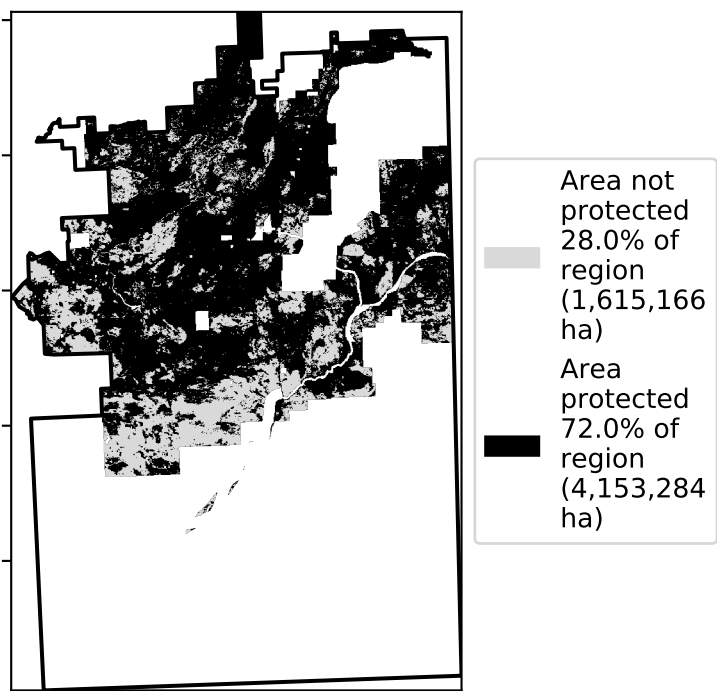 Area not
protected
28.0% of
region
(1,615,166
ha)
Area
protected
72.0% of
region
(4,153,284
ha)